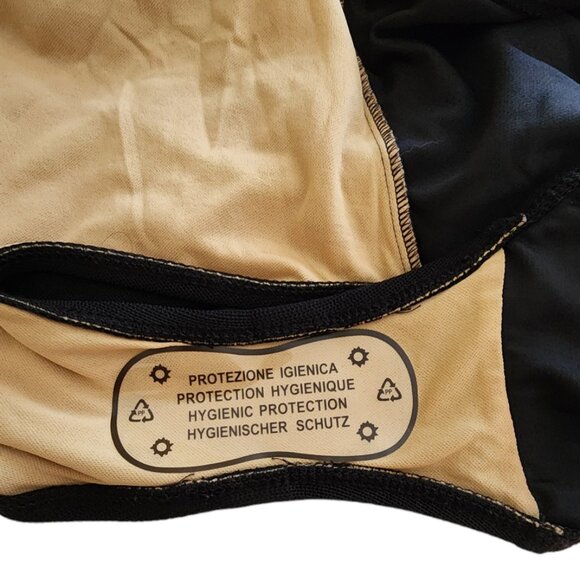 PROTEZIONE IGIENICA
PROTECTION HYGIENIQUE
HYGIENIC PROTECTION
HYGIENISCHER SCHUTZ